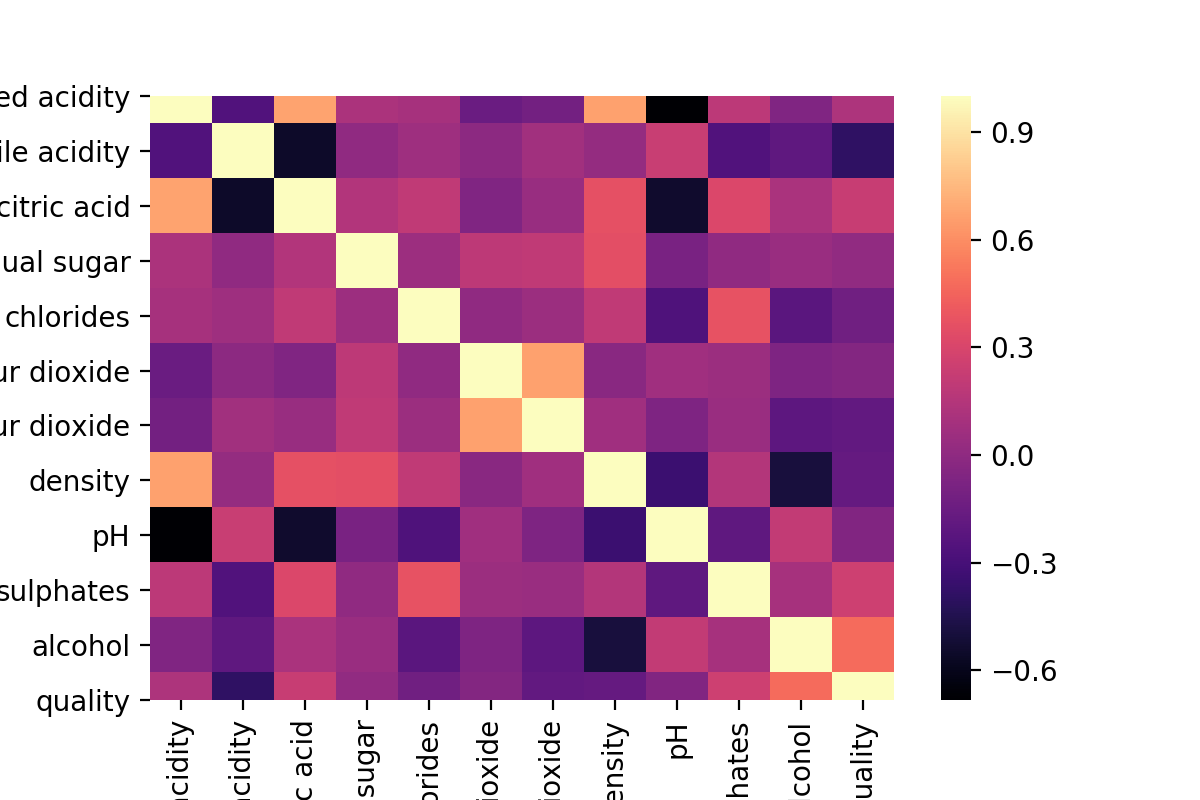 ed acidity
ile acidity
citric acid
ual sugar
chlorides
ur dioxide
ur dioxide
density
pH
sulphates
alcohol
quality
acidity
acidity
c acid
sugar
orides
ioxide
ioxide
ensity
pH
hates
cohol
uality
0.9
0.6
0.3
0.0
−0.3
−0.6